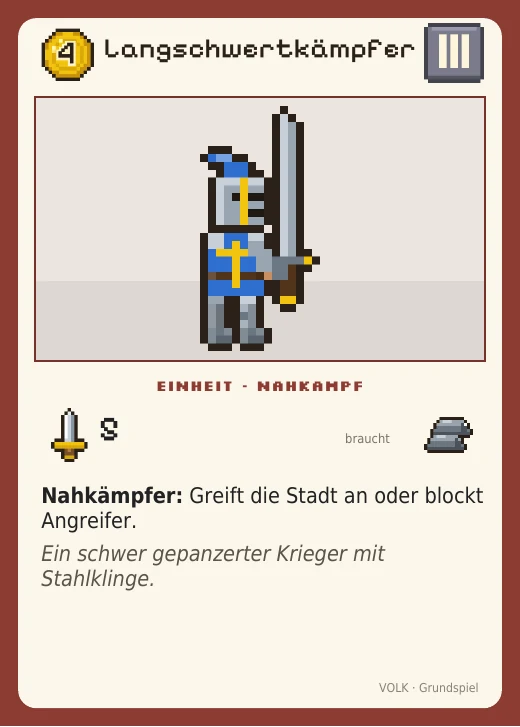 4 Langschwertkämpfer III
EINHEIT - NAHKAMPF
8 braucht
Nahkämpfer: Greift die Stadt an oder blockt
Angreifer.
Ein schwer gepanzerter Krieger mit
Stahlklinge.
VOLK · Grundspiel